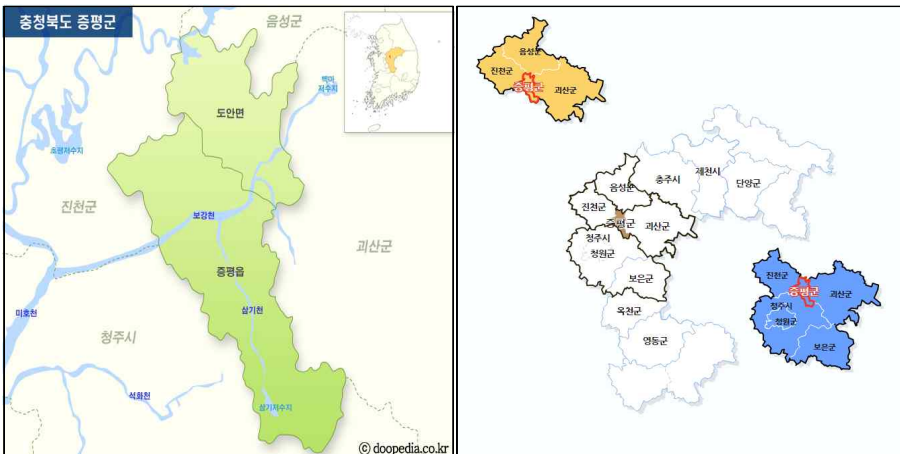 충청북도 증평군
음성군
백마
저수지
도안면
초평저수지
진천군
보강천
괴산군
증평읍
미호천
삼기천
청주시
석화천
삼기저수지
© doopedia.co.kr
음성군
진천군
증평군
괴산군
충주시
제천시
단양군
음성군
진천군
증평군
괴산군
청주시
청원군
보은군
옥천군
영동군
진천군
증평군
괴산군
청주시
청원군
보은군